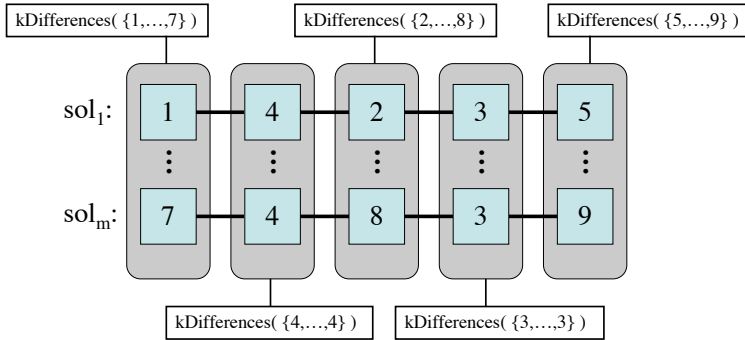 kDifferences( {1,…,7} )
kDifferences( {2,…,8} )
kDifferences( {5,…,9} )
sol1: 1 4 2 3 5
⋮ ⋮ ⋮ ⋮ ⋮
solm: 7 4 8 3 9
kDifferences( {4,…,4} )
kDifferences( {3,…,3} )